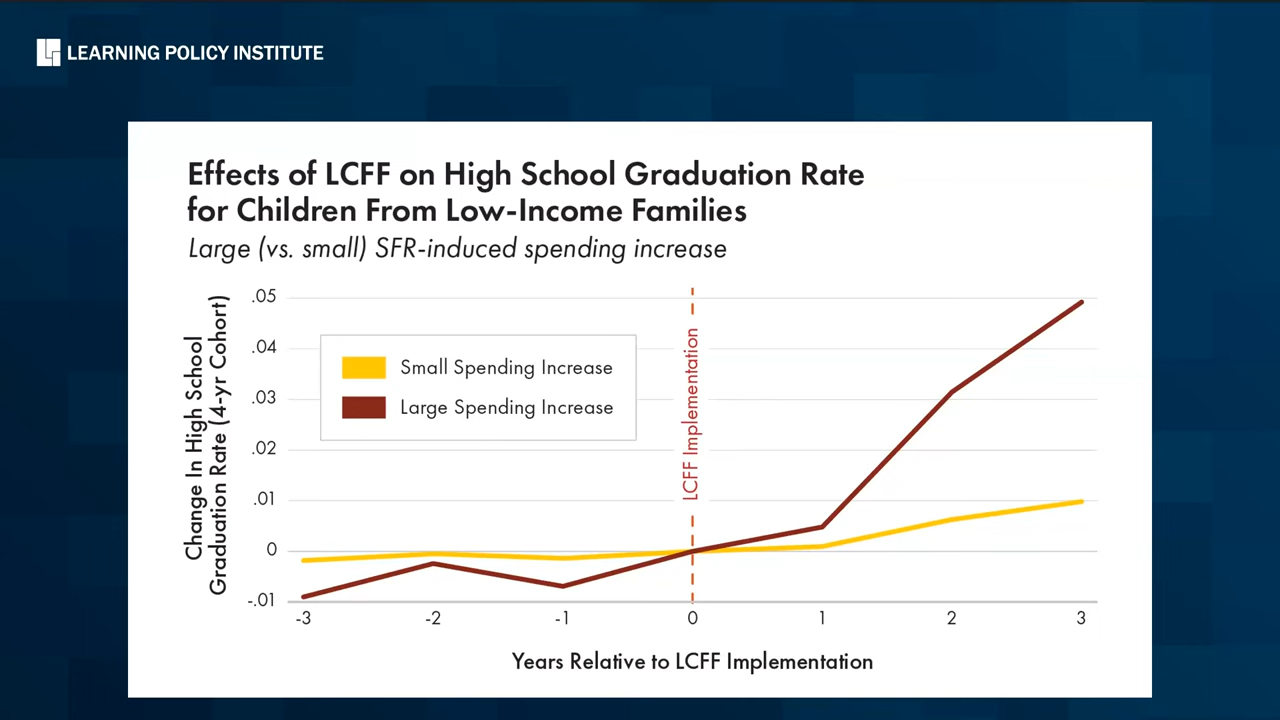 LEARNING POLICY INSTITUTE
Effects of LCFF on High School Graduation Rate
for Children From Low-Income Families
Large (vs. small) SFR-induced spending increase
Change In High School
Graduation Rate (4-yr Cohort)
.05
.04
.03
.02
.01
0
-.01
Small Spending Increase
Large Spending Increase
LCFF Implementation
-3
-2
-1
0
1
2
3
Years Relative to LCFF Implementation